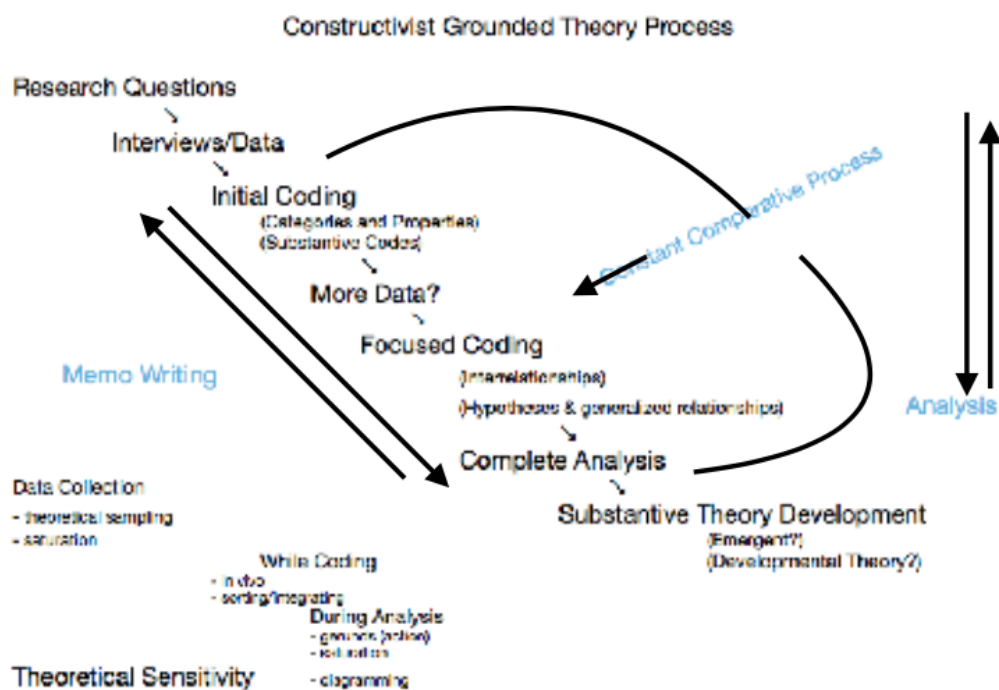 Constructivist Grounded Theory Process
Research Questions
Interviews/Data
Initial Coding
(Categories and Properties)
(Substantive Codes)
More Data?
Focused Coding
(Interrelationships)
(Hypotheses & generalized relationships)
Complete Analysis
Substantive Theory Development
(Emergent?)
(Developmental Theory?)
Constant Comparative Process
Analysis
Memo Writing
Data Collection
- theoretical sampling
- saturation
While Coding
- in vivo
- sorting/integrating
During Analysis
- gerunds (action)
- saturation
- diagramming
Theoretical Sensitivity